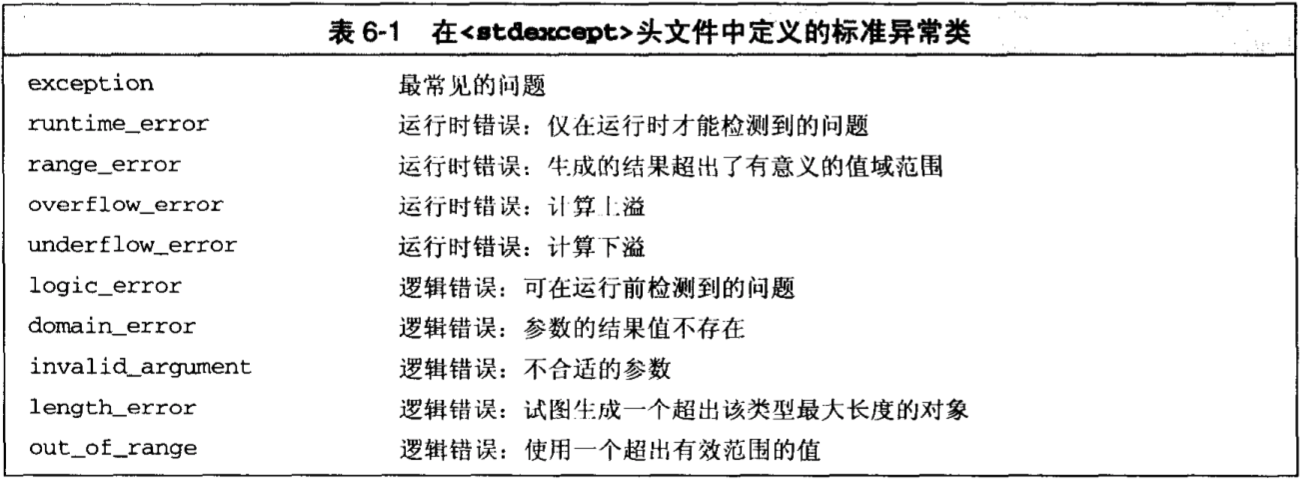 表 6-1 在<stdexcept>头文件中定义的标准异常类
exception 最常见的问题
runtime_error 运行时错误：仅在运行时才能检测到的问题
range_error 运行时错误：生成的结果超出了有意义的值域范围
overflow_error 运行时错误：计算上溢
underflow_error 运行时错误：计算下溢
logic_error 逻辑错误：可在运行前检测到的问题
domain_error 逻辑错误：参数的结果值不存在
invalid_argument 逻辑错误：不合适的参数
length_error 逻辑错误：试图生成一个超出该类型最大长度的对象
out_of_range 逻辑错误：使用一个超出有效范围的值